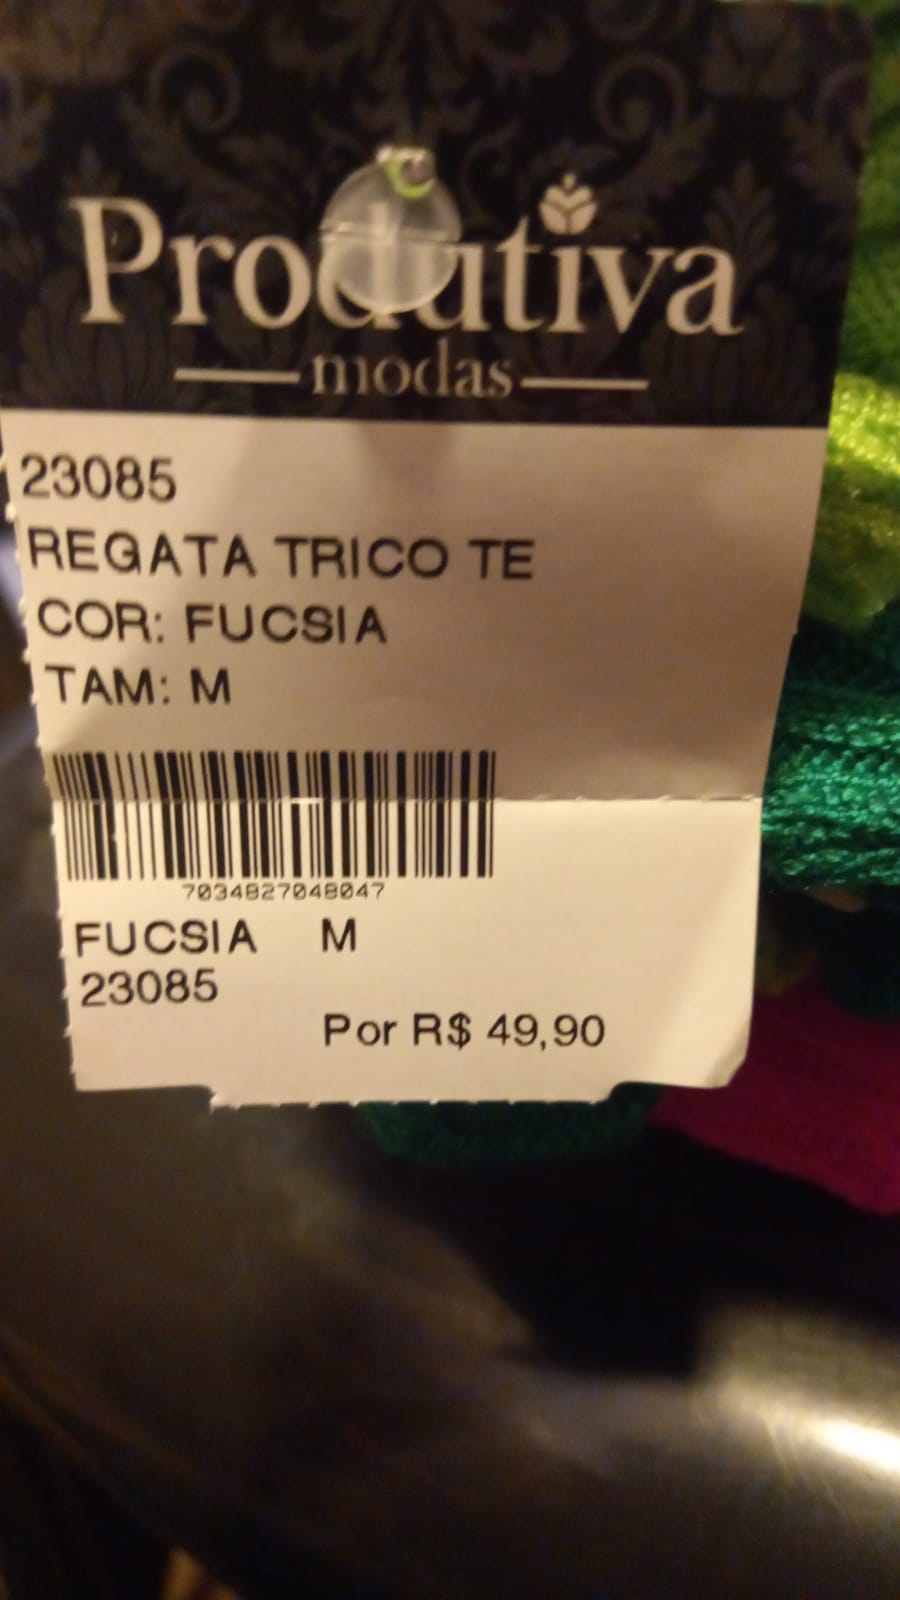 Produtiva
modas
23085
REGATA TRICO TE
COR: FUCSIA
TAM: M
7034827048047
FUCSIA M
23085
Por R$ 49,90